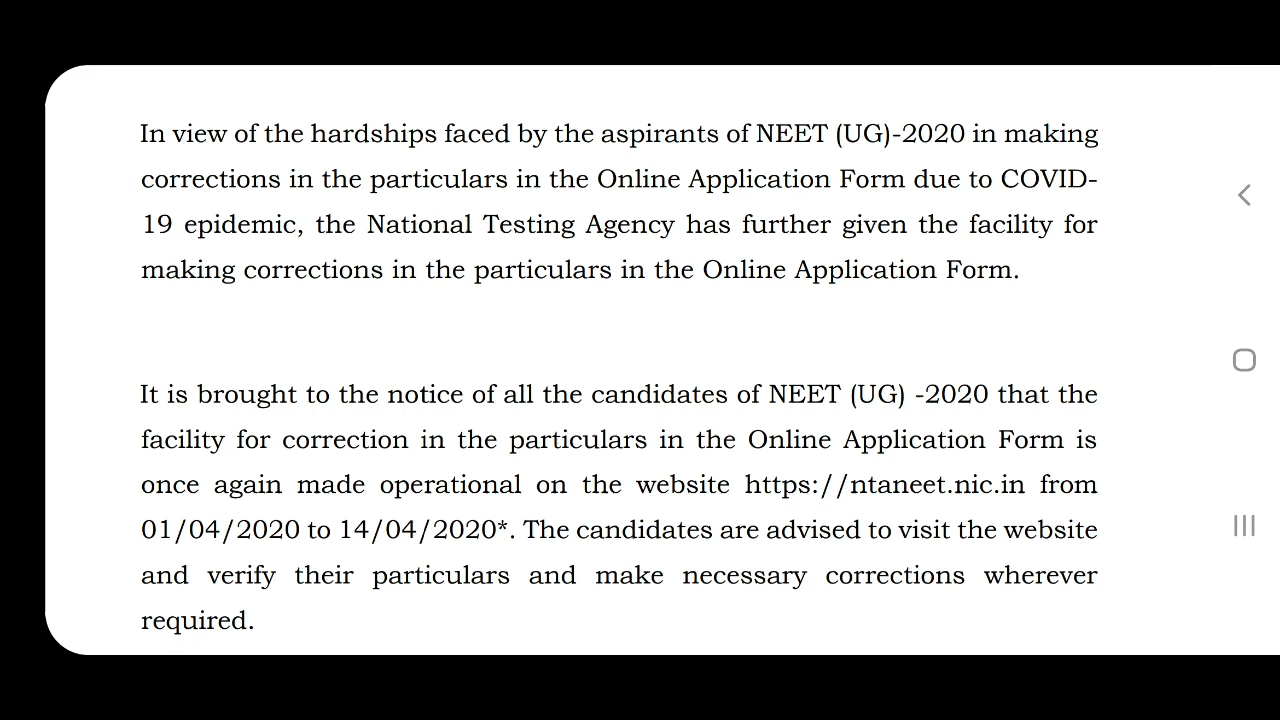 In view of the hardships faced by the aspirants of NEET (UG)-2020 in making
corrections in the particulars in the Online Application Form due to COVID-
19 epidemic, the National Testing Agency has further given the facility for
making corrections in the particulars in the Online Application Form.
It is brought to the notice of all the candidates of NEET (UG) -2020 that the
facility for correction in the particulars in the Online Application Form is
once again made operational on the website https://ntaneet.nic.in from
01/04/2020 to 14/04/2020*. The candidates are advised to visit the website
and verify their particulars and make necessary corrections wherever
required.